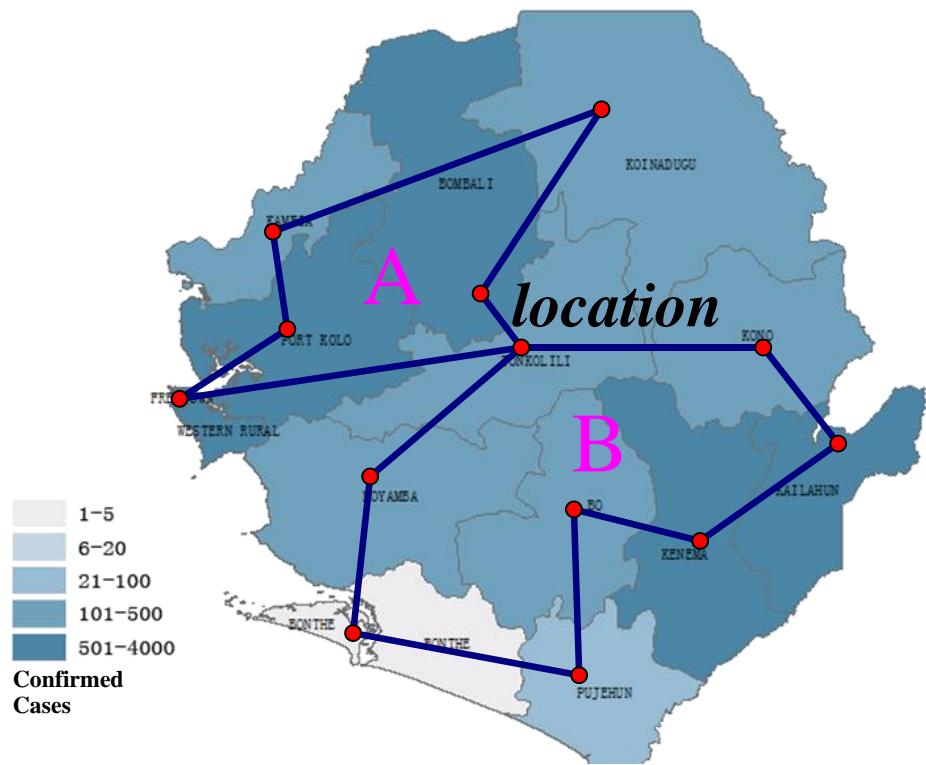 KOINADUGU
BOMBALI
A
location
PORT KOLO
KONO
WESTERN RURAL
B
KAILAHUN
BO
KENEMA
1-5
6-20
21-100
101-500
501-4000
BONTHE
BONTHE
PUJEHUN
Confirmed
Cases